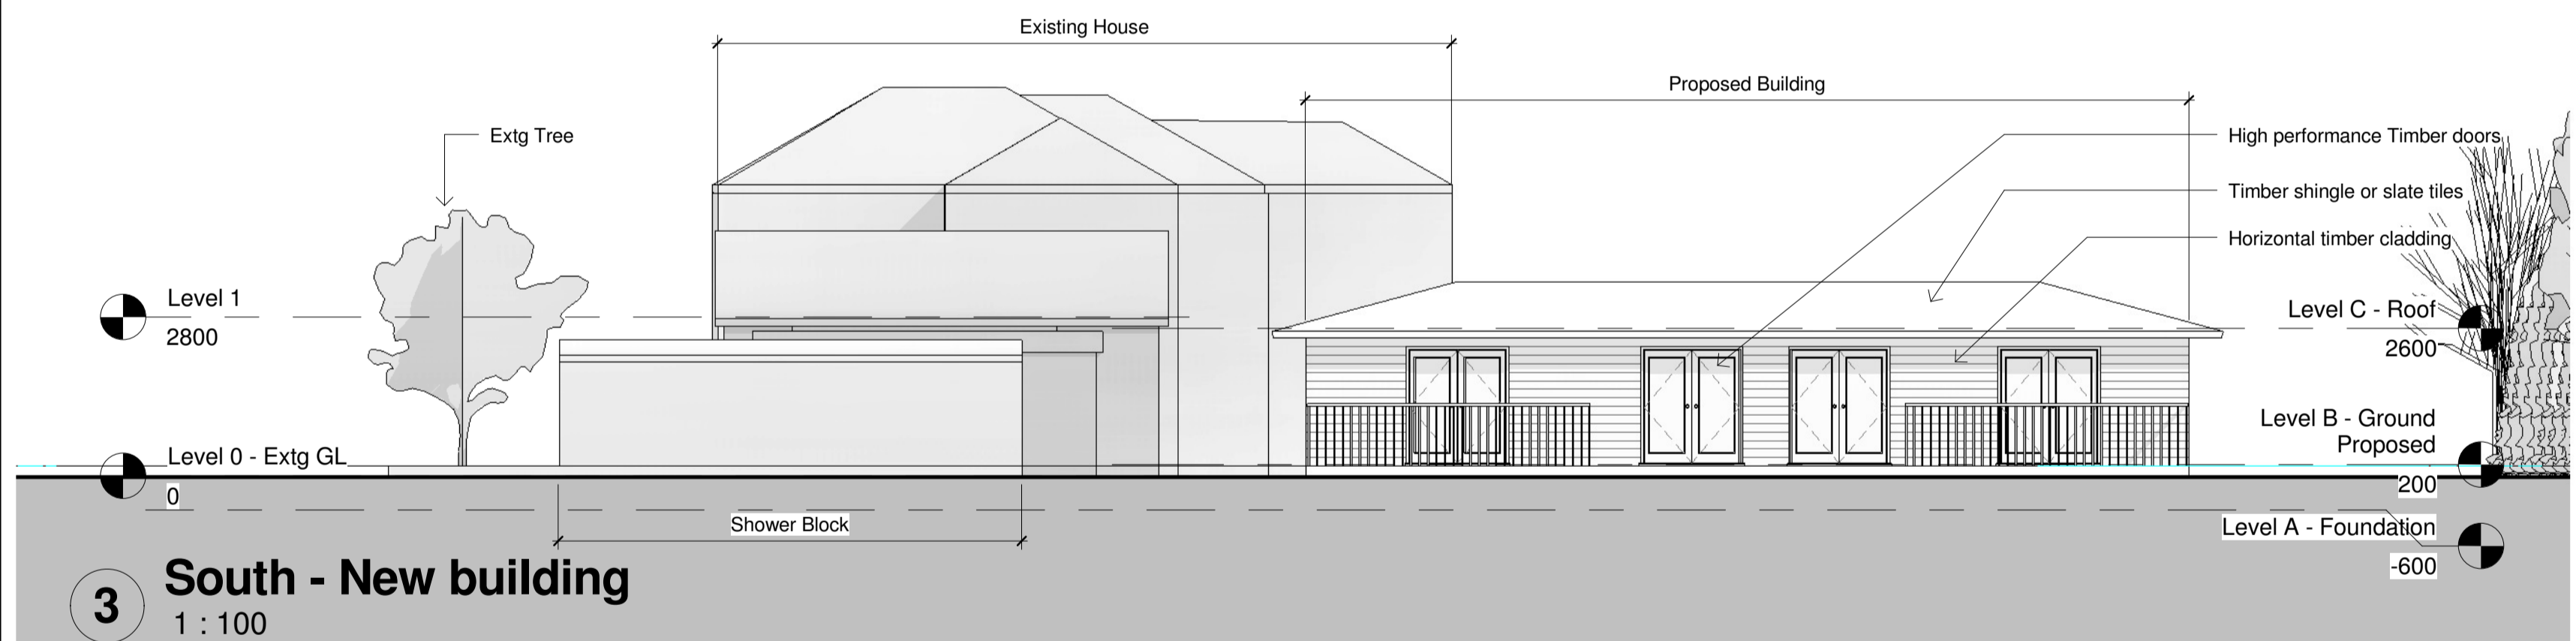 Existing House
Proposed Building
Extg Tree
High performance Timber doors
Timber shingle or slate tiles
Horizontal timber cladding
Level 1
2800
Level C - Roof
2600
Level B - Ground
Proposed
200
Level 0 - Extg GL
0
Shower Block
Level A - Foundation
-600
3
South - New building
1 : 100